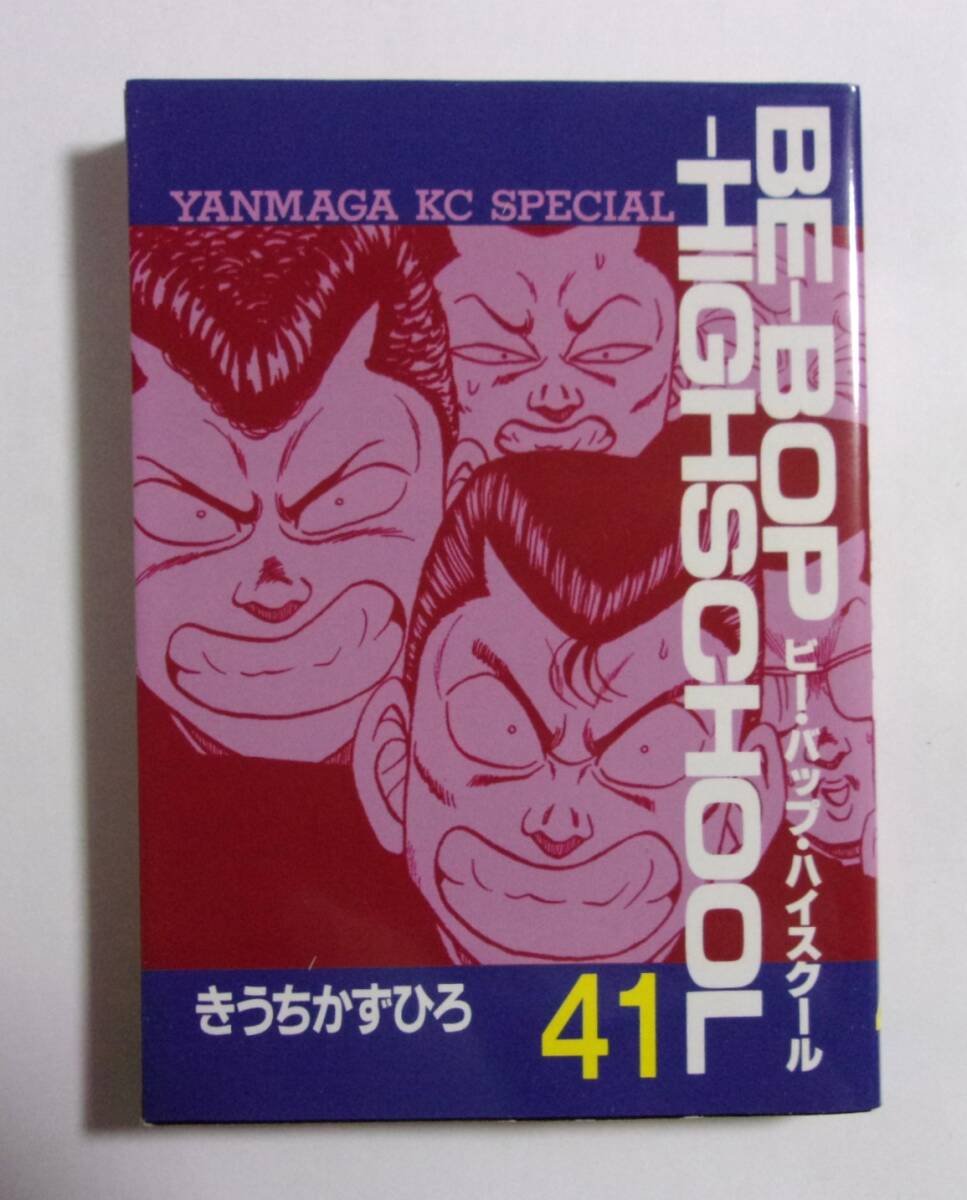 YANMAGA KC SPECIAL
BE-BOP
-HIGHSCHOOL
ビー・バップ・ハイスクール
きうちかずひろ
41